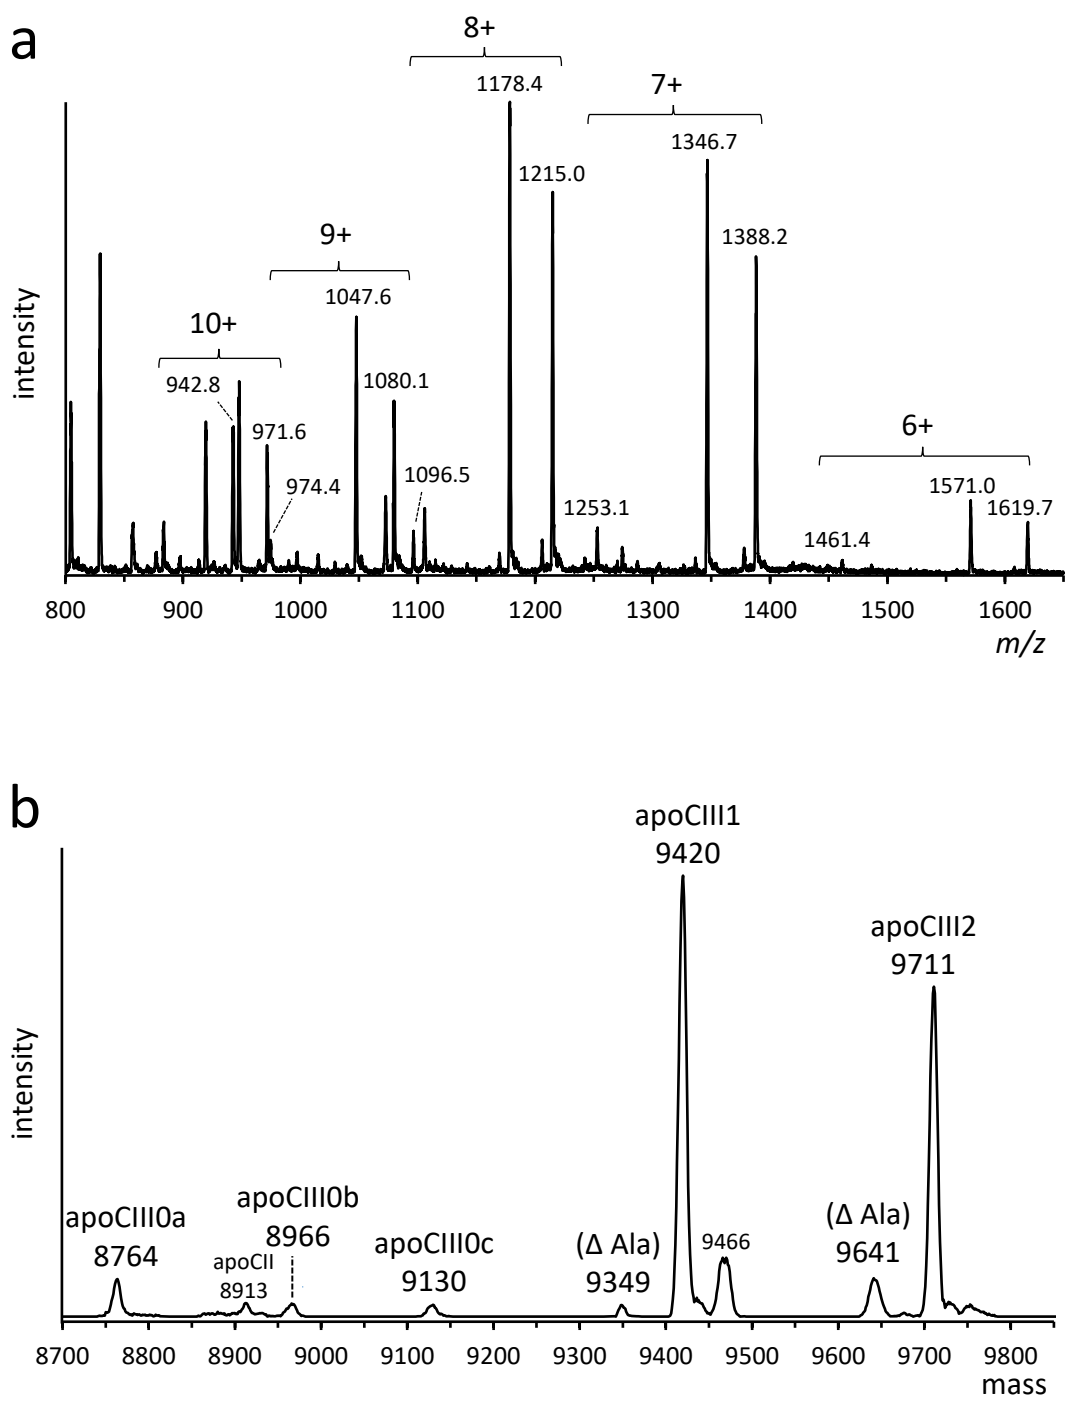 a
8+
1178.4
7+
1346.7
1215.0
1388.2
9+
1047.6
10+
942.8
1080.1
971.6
974.4
1096.5
1253.1
6+
1461.4
1571.0
1619.7
intensity
800 900 1000 1100 1200 1300 1400 1500 1600
m/z
b
apoCIII1
9420
apoCIII2
9711
apoCIII0a
8764
apoCII
8913
apoCIII0b
8966
apoCIII0c
9130
(Δ Ala)
9349
9466
(Δ Ala)
9641
intensity
8700 8800 8900 9000 9100 9200 9300 9400 9500 9600 9700 9800
mass